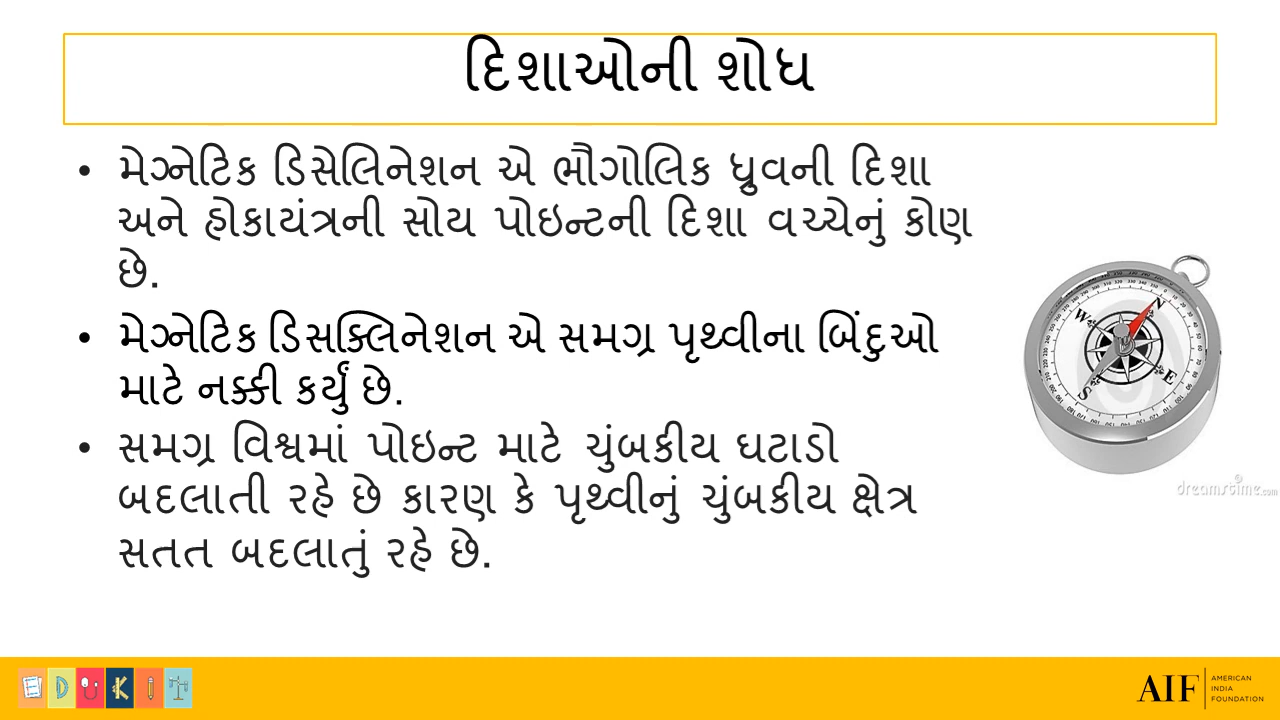 દિશાઓની શોધ
• મેગ્નેટિક ડિસેલિનેશન એ ભૌગોલિક ધ્રુવની દિશા
અને હોકાયંત્રની સોય પોઇન્ટની દિશા વચ્ચેનું કોણ
છે.
• મેગ્નેટિક ડિસક્લિનેશન એ સમગ્ર પૃથ્વીના બિંદુઓ
માટે નક્કી કર્યું છે.
• સમગ્ર વિશ્વમાં પોઇન્ટ માટે ચુંબકીય ઘટાડો
બદલાતી રહે છે કારણ કે પૃથ્વીનું ચુંબકીય ક્ષેત્ર
સતત બદલાતું રહે છે.
N
W
E
S
dreamstime.com
EDUKIT
AIF
AMERICAN
INDIA
FOUNDATION